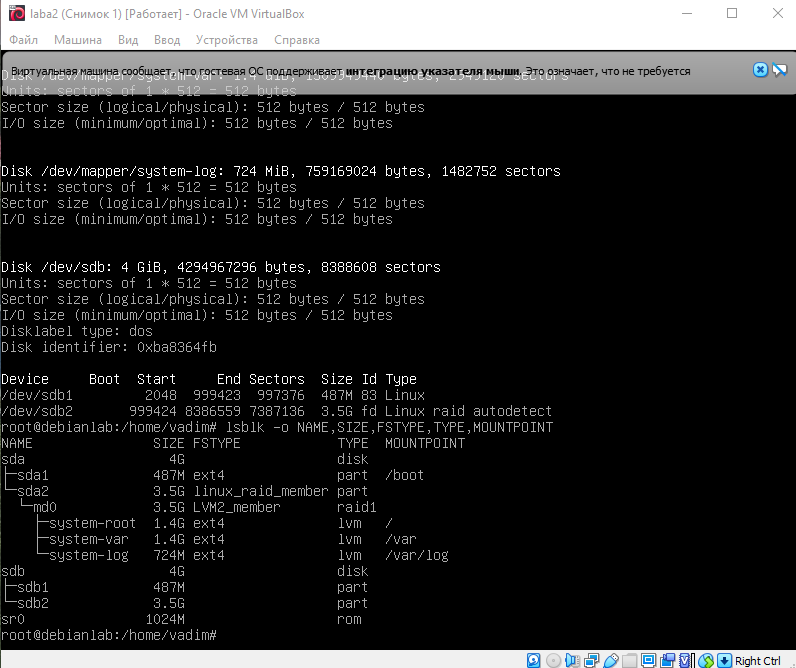 laba2 (Снимок 1) [Работает] - Oracle VM VirtualBox
Файл Машина Вид Ввод Устройства Справка
Виртуальная машина сообщает, что гостевая ОС поддерживает интеграцию указателя мыши. Это означает, что не требуется
Disk /dev/mapper/system-var: 1.4 GiB, 1509949440 bytes, 2949120 sectors
Units: sectors of 1 * 512 = 512 bytes
Sector size (logical/physical): 512 bytes / 512 bytes
I/O size (minimum/optimal): 512 bytes / 512 bytes
Disk /dev/mapper/system-log: 724 MiB, 759169024 bytes, 1482752 sectors
Units: sectors of 1 * 512 = 512 bytes
Sector size (logical/physical): 512 bytes / 512 bytes
I/O size (minimum/optimal): 512 bytes / 512 bytes
Disk /dev/sdb: 4 GiB, 4294967296 bytes, 8388608 sectors
Units: sectors of 1 * 512 = 512 bytes
Sector size (logical/physical): 512 bytes / 512 bytes
I/O size (minimum/optimal): 512 bytes / 512 bytes
Disklabel type: dos
Disk identifier: 0xba8364fb
Device     Boot  Start     End Sectors  Size Id Type
/dev/sdb1         2048  999423  997376  487M 83 Linux
/dev/sdb2       999424 8386559 7387136  3.5G fd Linux raid autodetect
root@debianlab:/home/vadim# lsblk -o NAME,SIZE,FSTYPE,TYPE,MOUNTPOINT
NAME               SIZE FSTYPE            TYPE  MOUNTPOINT
sda                  4G                   disk
├─sda1             487M ext4              part  /boot
└─sda2             3.5G linux_raid_member part
  └─md0            3.5G LVM2_member       raid1
    ├─system-root  1.4G ext4              lvm   /
    ├─system-var   1.4G ext4              lvm   /var
    └─system-log   724M ext4              lvm   /var/log
sdb                  4G                   disk
├─sdb1             487M                   part
└─sdb2             3.5G                   part
sr0               1024M                   rom
root@debianlab:/home/vadim#
Right Ctrl